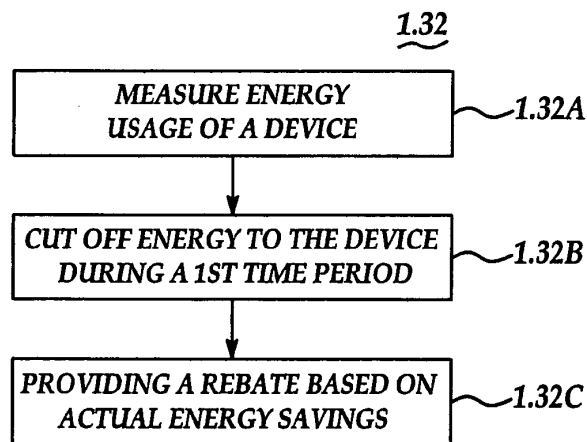 1.32
MEASURE ENERGY
USAGE OF A DEVICE
1.32A
CUT OFF ENERGY TO THE DEVICE
DURING A 1ST TIME PERIOD
1.32B
PROVIDING A REBATE BASED ON
ACTUAL ENERGY SAVINGS
1.32C